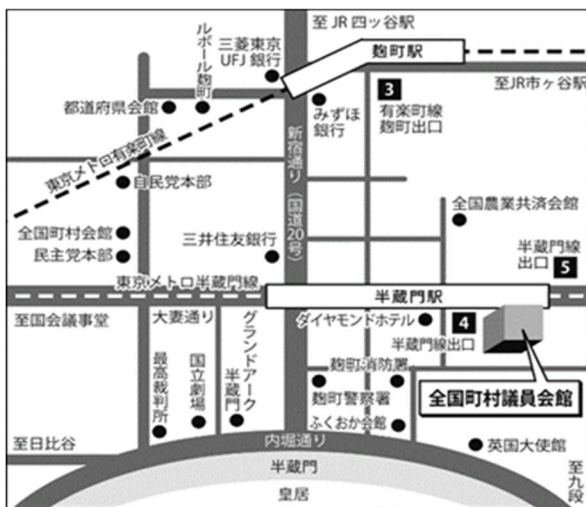 至JR四ッ谷駅
三菱東京
UFJ銀行
ルポール麹町
麹町駅
至JR市ヶ谷駅
都道府県会館
みずほ
銀行
3
有楽町線
麹町出口
東京メトロ有楽町線
新宿通り（国道20号）
自民党本部
全国農業共済会館
全国町村会館
民主党本部
三井住友銀行
半蔵門線
出口 5
東京メトロ半蔵門線
半蔵門駅
至国会議事堂
大妻通り
グランドアーク半蔵門
ダイヤモンドホテル
4
半蔵門線出口
最高裁判所
国立劇場
麹町消防署
麹町警察署
全国町村議員会館
ふくおか会館
至日比谷
内堀通り
英国大使館
半蔵門
皇居
至九段